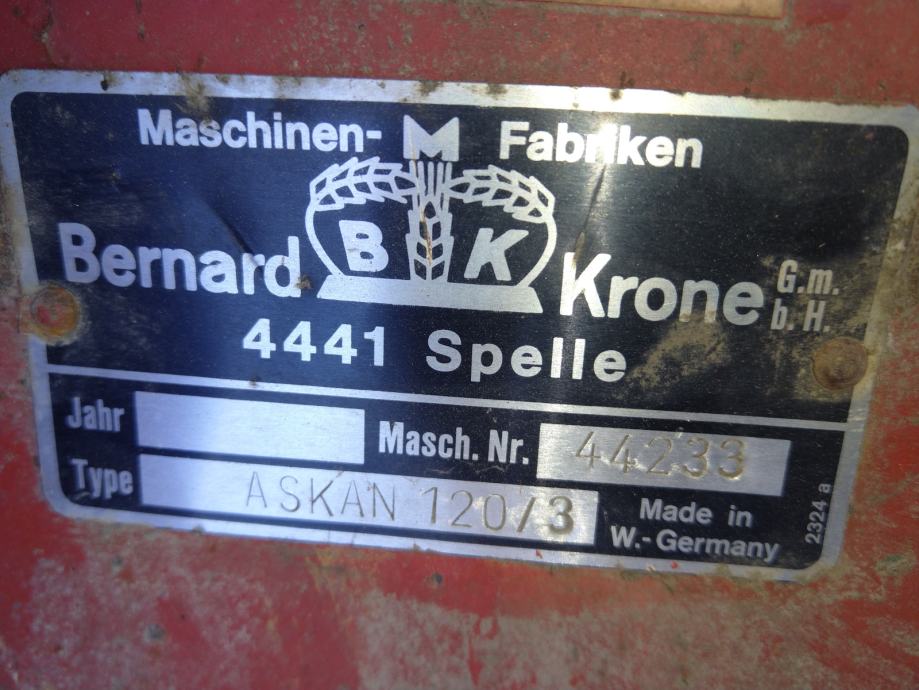 Maschinen- M Fabriken
B K
Bernard Krone G.m.b.H.
4441 Spelle
Jahr Masch. Nr. 44233
Type ASKAN 120/3 Made in W.-Germany
2324 a